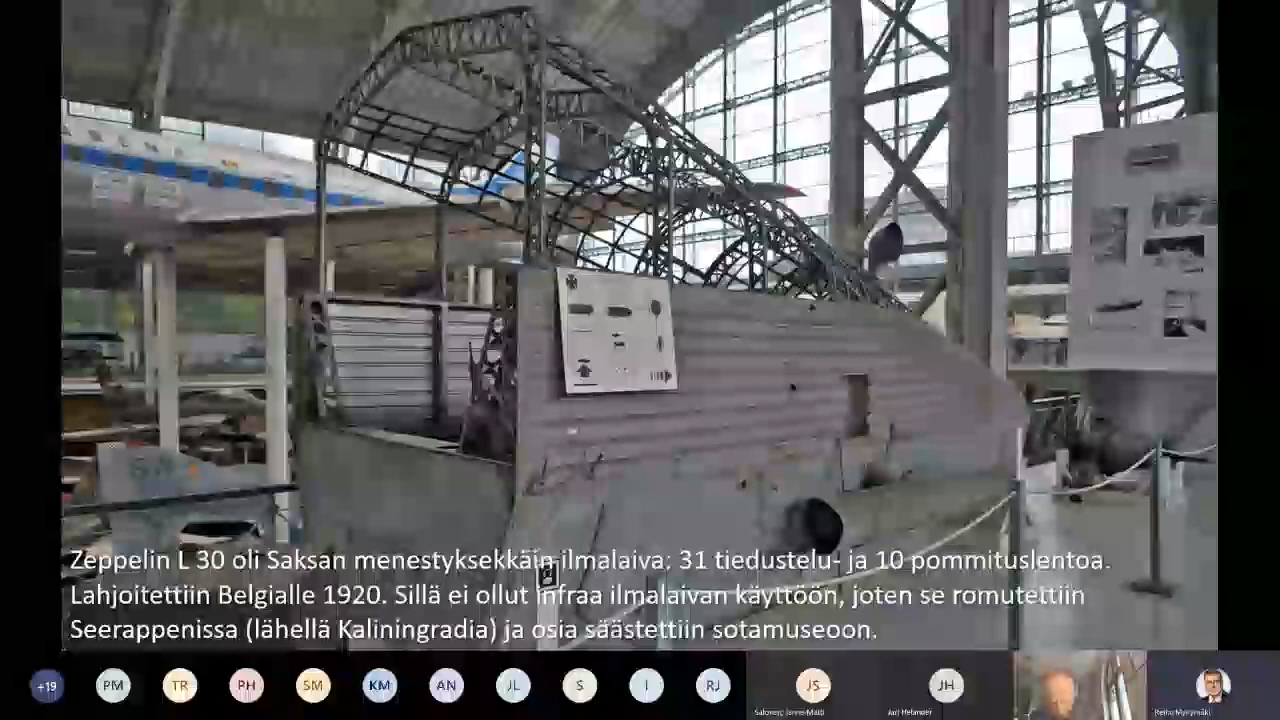 Zeppelin L 30 oli Saksan menestyksekkäin ilmalaiva: 31 tiedustelu- ja 10 pommituslentoa.
Lahjoitettiin Belgialle 1920. Sillä ei ollut infraa ilmalaivan käyttöön, joten se romutettiin
Seerappenissa (lähellä Kaliningradia) ja osia säästettiin sotamuseoon.
+19 PM TR PH SM KM AN JL S I RJ JS JH